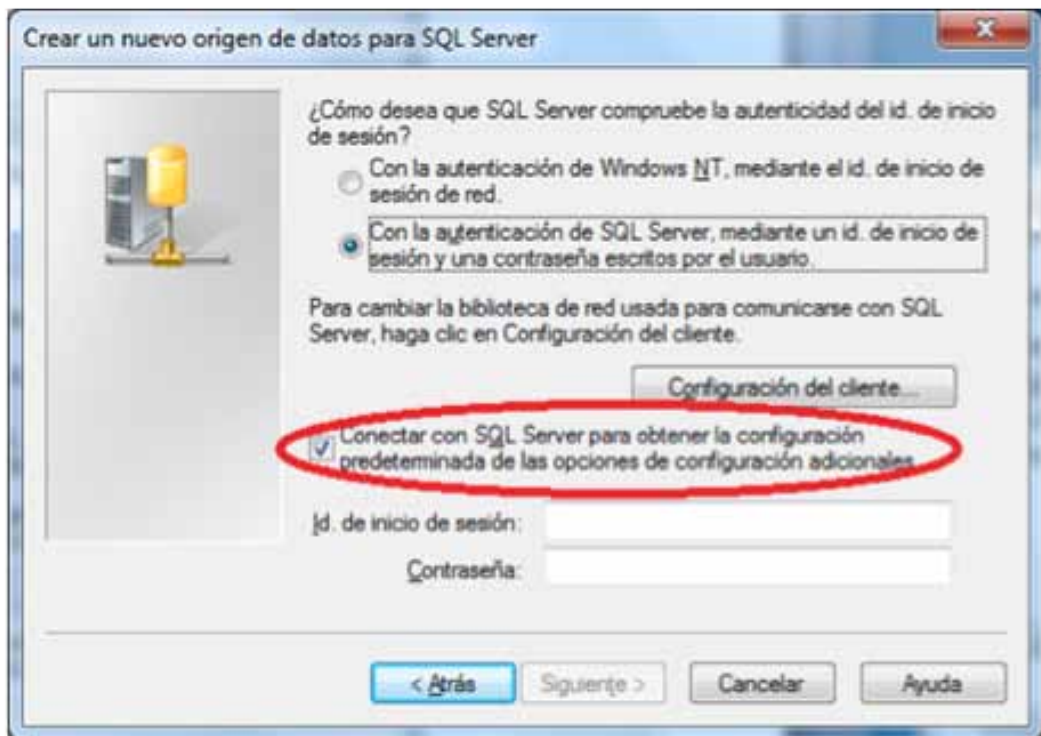 Crear un nuevo origen de datos para SQL Server
¿Cómo desea que SQL Server compruebe la autenticidad del id. de inicio
de sesión?
Con la autenticación de Windows NT, mediante el id. de inicio de
sesión de red.
Con la autenticación de SQL Server, mediante un id. de inicio de
sesión y una contraseña escritos por el usuario.
Para cambiar la biblioteca de red usada para comunicarse con SQL
Server, haga clic en Configuración del cliente.
Configuración del cliente...
Conectar con SQL Server para obtener la configuración
predeterminada de las opciones de configuración adicionales.
Id. de inicio de sesión:
Contraseña:
< Atrás
Siguiente >
Cancelar
Ayuda